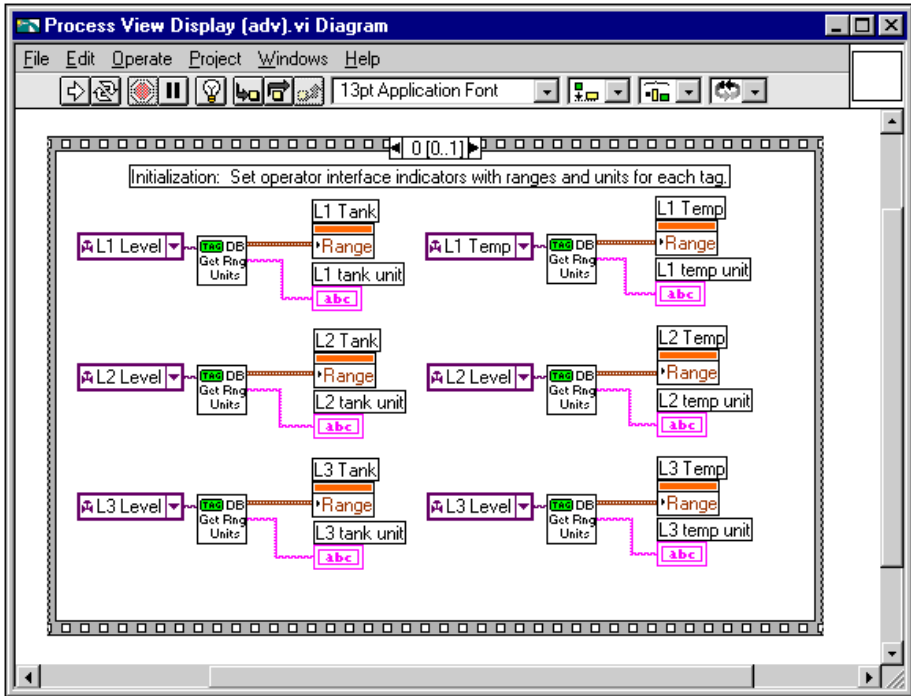 Process View Display (adv).vi Diagram
File Edit Operate Project Windows Help
13pt Application Font
0 [0..1]
Initialization: Set operator interface indicators with ranges and units for each tag.
L1 Tank
L1 Level
TAG DB
Get Rng
Units
Range
L1 tank unit
abc
L1 Temp
L1 Temp
TAG DB
Get Rng
Units
Range
L1 temp unit
abc
L2 Tank
L2 Level
TAG DB
Get Rng
Units
Range
L2 tank unit
abc
L2 Temp
L2 Level
TAG DB
Get Rng
Units
Range
L2 temp unit
abc
L3 Tank
L3 Level
TAG DB
Get Rng
Units
Range
L3 tank unit
abc
L3 Temp
L3 Level
TAG DB
Get Rng
Units
Range
L3 temp unit
abc